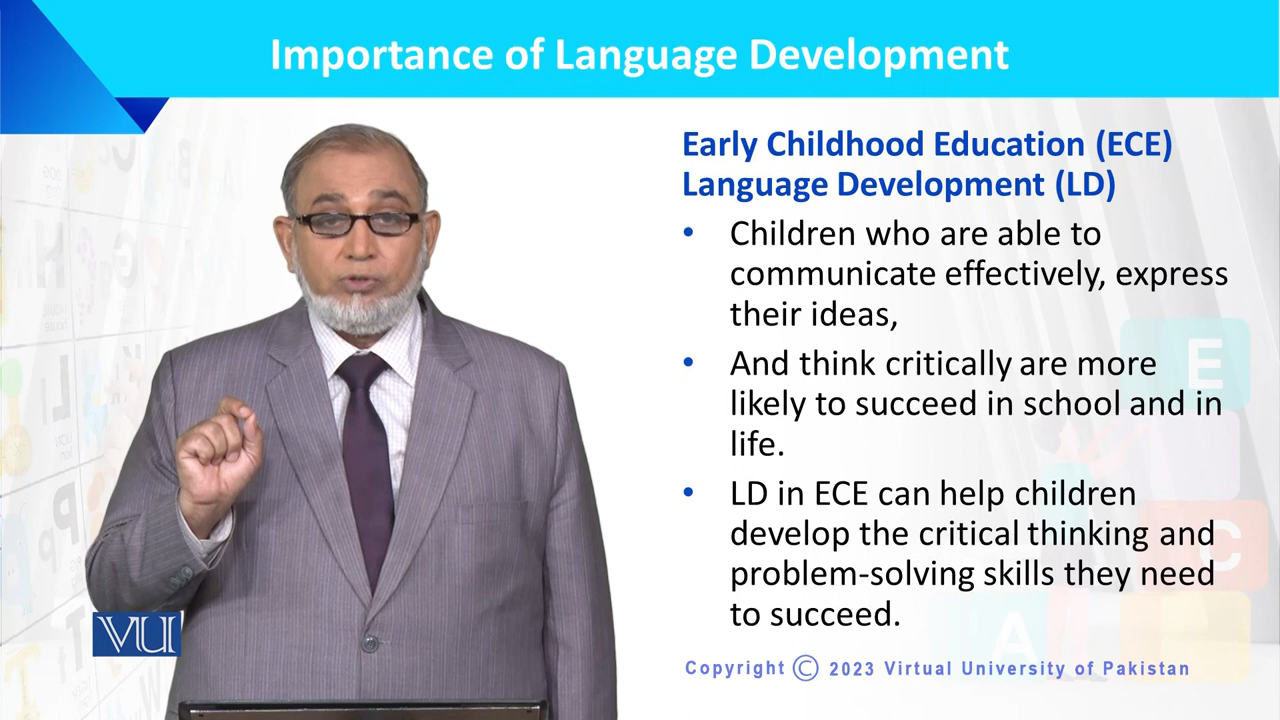 Importance of Language Development
Early Childhood Education (ECE)
Language Development (LD)
• Children who are able to
communicate effectively, express
their ideas,
• And think critically are more
likely to succeed in school and in
life.
• LD in ECE can help children
develop the critical thinking and
problem-solving skills they need
to succeed.
VU
Copyright © 2023 Virtual University of Pakistan
E
C
A